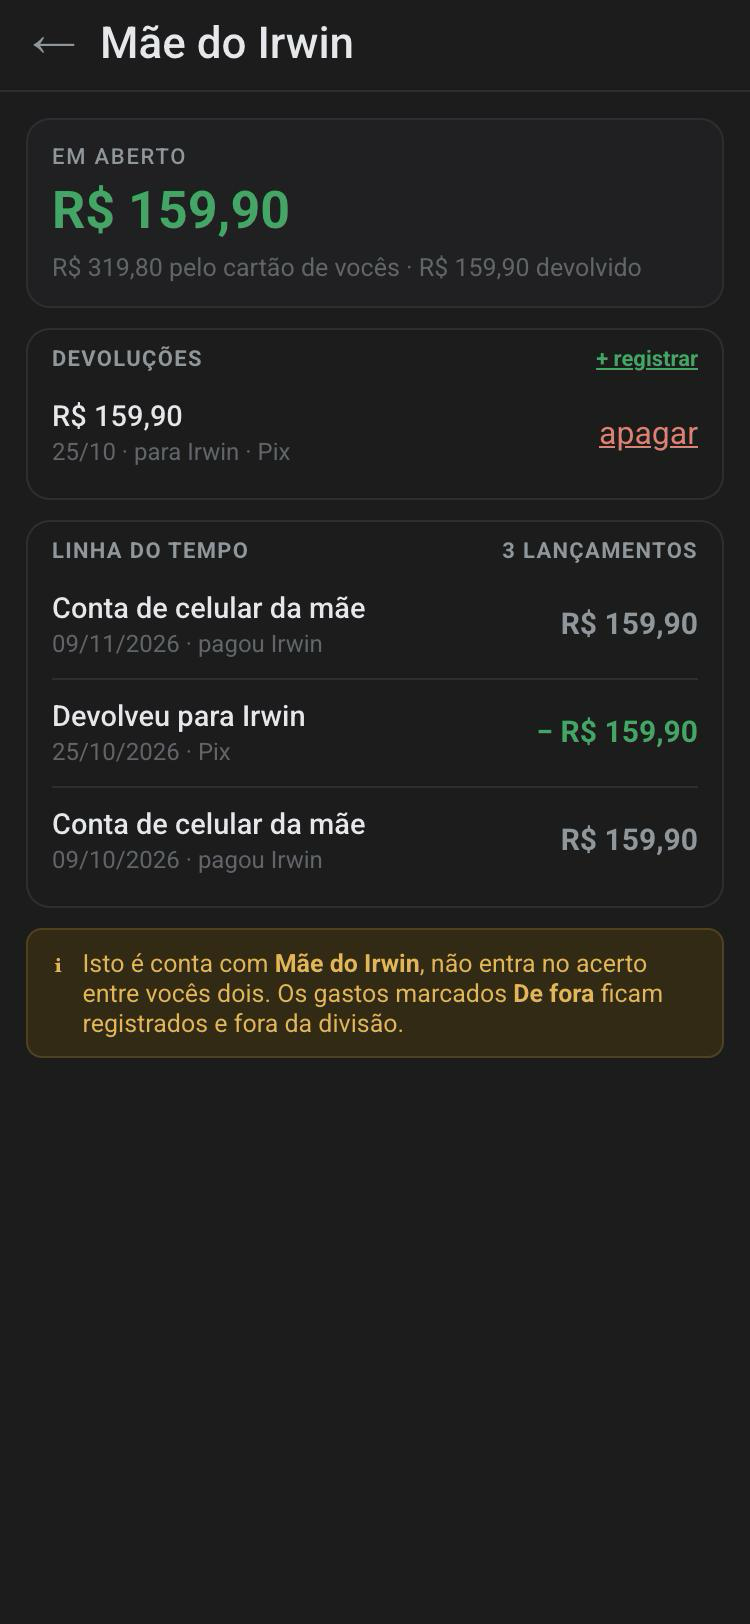 ← Mãe do Irwin
EM ABERTO
R$ 159,90
R$ 319,80 pelo cartão de vocês · R$ 159,90 devolvido
DEVOLUÇÕES + registrar
R$ 159,90
25/10 · para Irwin · Pix
apagar
LINHA DO TEMPO 3 LANÇAMENTOS
Conta de celular da mãe
09/11/2026 · pagou Irwin
R$ 159,90
Devolveu para Irwin
25/10/2026 · Pix
− R$ 159,90
Conta de celular da mãe
09/10/2026 · pagou Irwin
R$ 159,90
i Isto é conta com Mãe do Irwin, não entra no acerto
entre vocês dois. Os gastos marcados De fora ficam
registrados e fora da divisão.